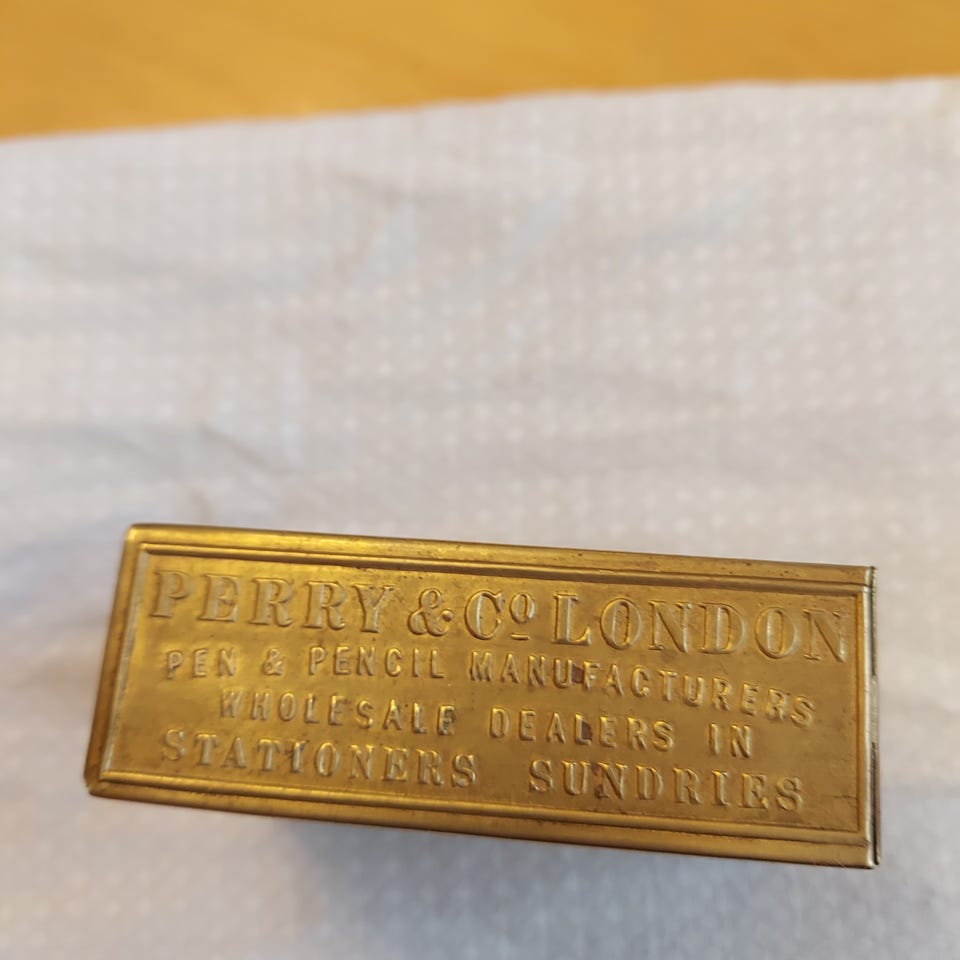 PERRY & Cº LONDON
PEN & PENCIL MANUFACTURERS
WHOLESALE DEALERS IN
STATIONERS SUNDRIES